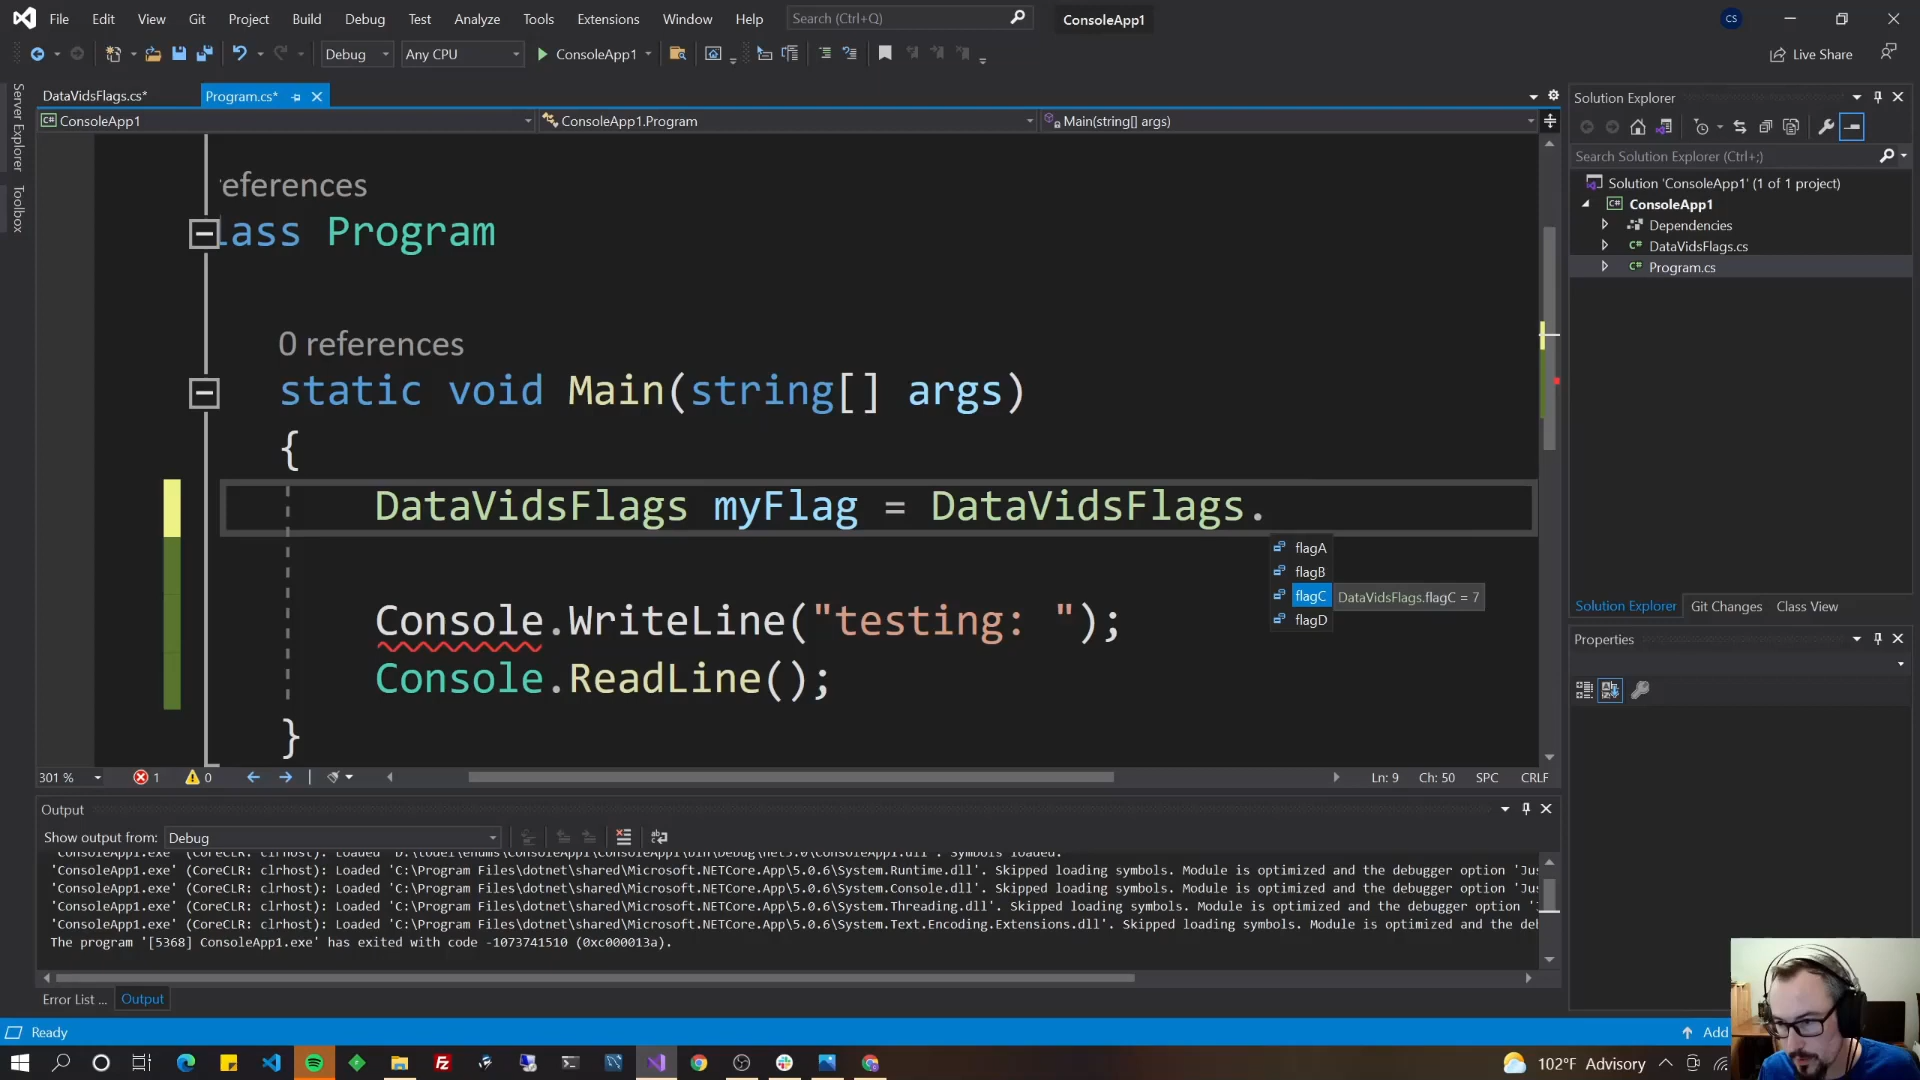 File Edit View Git Project Build Debug Test Analyze Tools Extensions Window Help Search (Ctrl+Q) ConsoleApp1 CS
Debug Any CPU ConsoleApp1 Live Share
Server Explorer
Toolbox
DataVidsFlags.cs* Program.cs*
ConsoleApp1 ConsoleApp1.Program Main(string[] args)
eferences
lass Program
0 references
static void Main(string[] args)
{
DataVidsFlags myFlag = DataVidsFlags.
flagA
flagB
flagC DataVidsFlags.flagC = 7
flagD
Console.WriteLine("testing: ");
Console.ReadLine();
}
301 % 1 0 Ln: 9 Ch: 50 SPC CRLF
Output
Show output from: Debug
'ConsoleApp1.exe' (CoreCLR: clrhost): Loaded 'C:\Program Files\dotnet\shared\Microsoft.NETCore.App\5.0.6\System.Runtime.dll'. Skipped loading symbols. Module is optimized and the debugger option 'Jus
'ConsoleApp1.exe' (CoreCLR: clrhost): Loaded 'C:\Program Files\dotnet\shared\Microsoft.NETCore.App\5.0.6\System.Console.dll'. Skipped loading symbols. Module is optimized and the debugger option 'Jus
'ConsoleApp1.exe' (CoreCLR: clrhost): Loaded 'C:\Program Files\dotnet\shared\Microsoft.NETCore.App\5.0.6\System.Threading.dll'. Skipped loading symbols. Module is optimized and the debugger option '
'ConsoleApp1.exe' (CoreCLR: clrhost): Loaded 'C:\Program Files\dotnet\shared\Microsoft.NETCore.App\5.0.6\System.Text.Encoding.Extensions.dll'. Skipped loading symbols. Module is optimized and the deb
The program '[5368] ConsoleApp1.exe' has exited with code -1073741510 (0xc000013a).
Error List ... Output
Solution Explorer
Search Solution Explorer (Ctrl+;)
Solution 'ConsoleApp1' (1 of 1 project)
ConsoleApp1
Dependencies
DataVidsFlags.cs
Program.cs
Solution Explorer Git Changes Class View
Properties
Ready Add
102°F Advisory